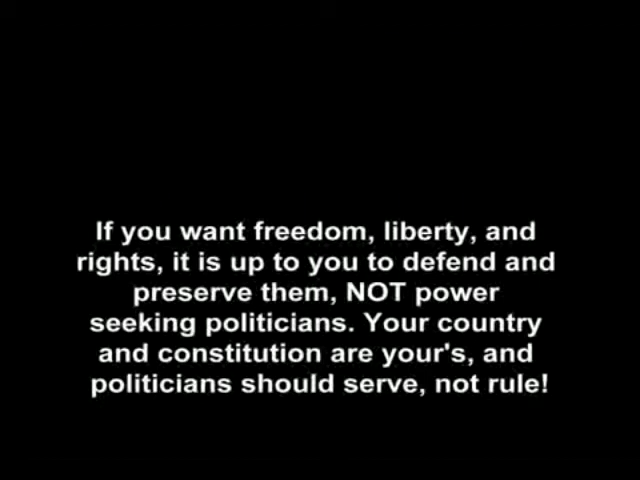 If you want freedom, liberty, and
rights, it is up to you to defend and
preserve them, NOT power
seeking politicians. Your country
and constitution are your's, and
politicians should serve, not rule!